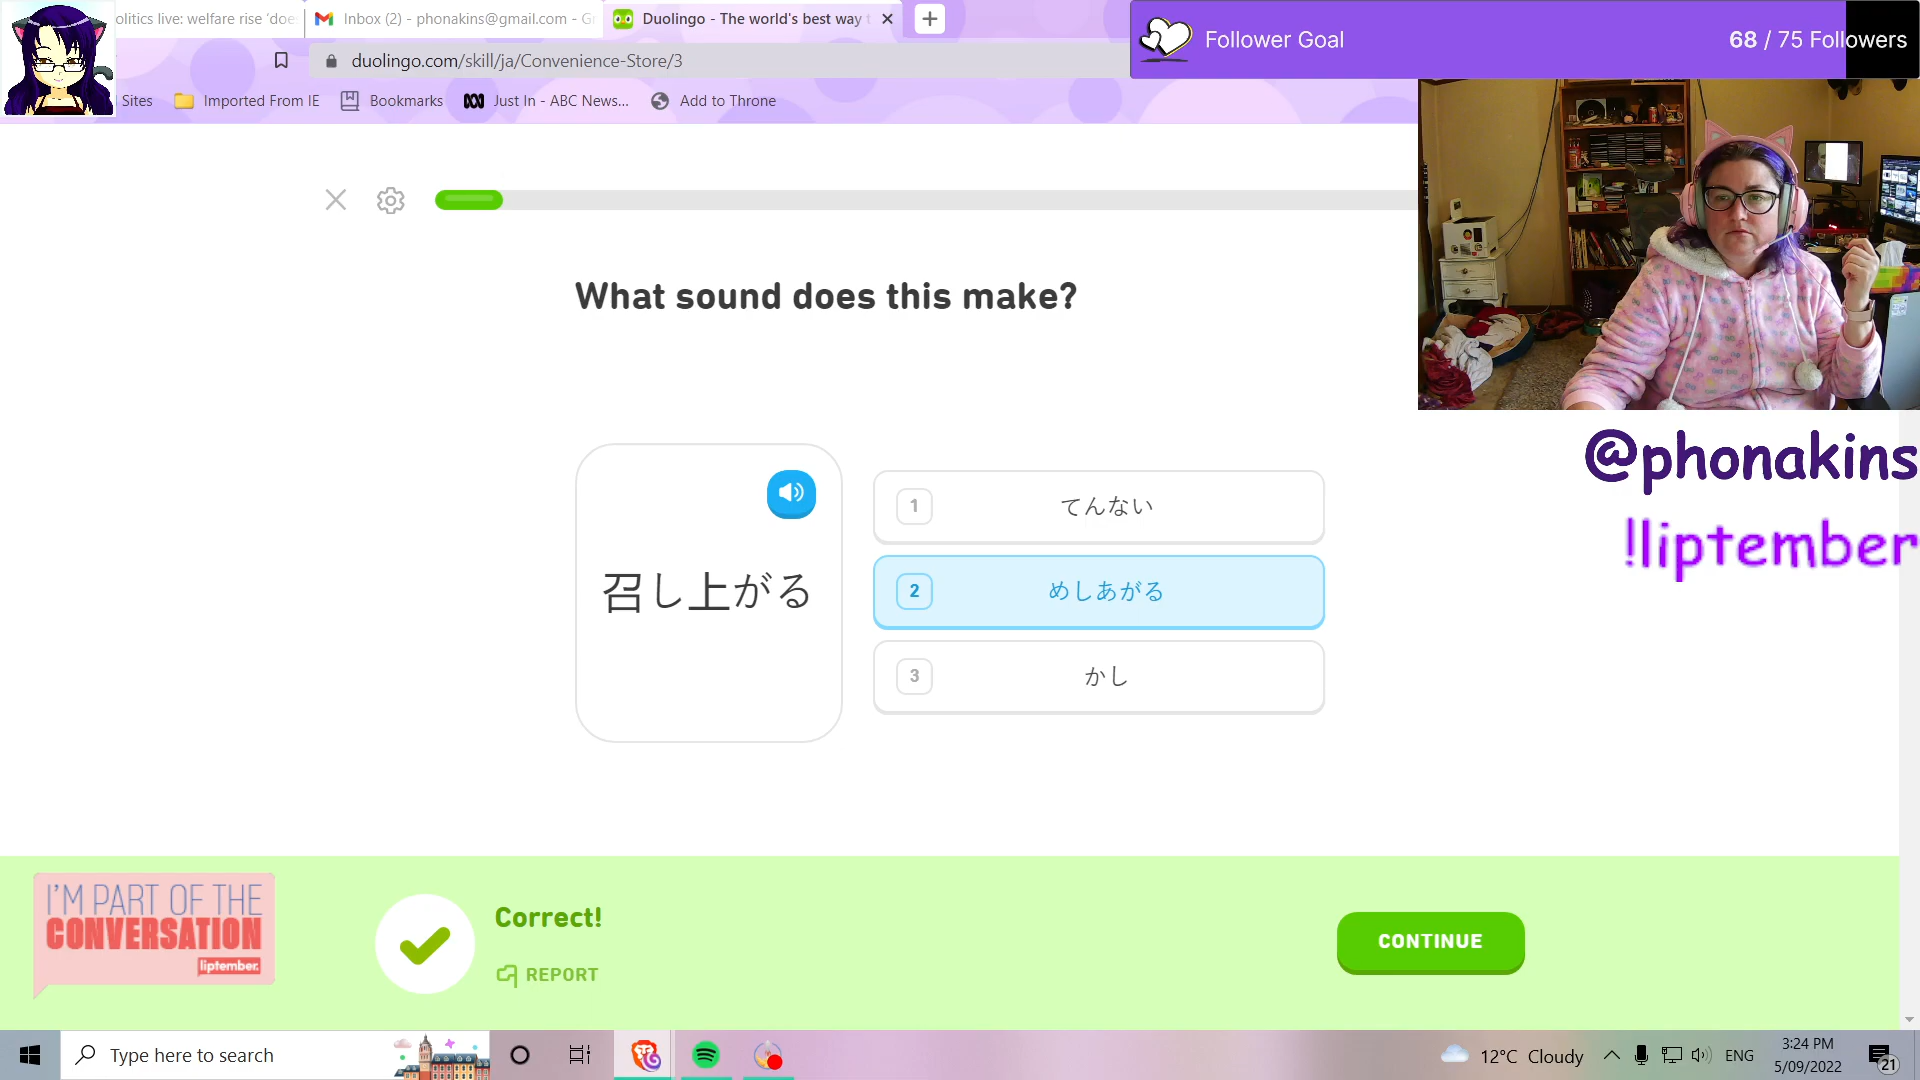 olitics live: welfare rise 'doe
Inbox (2) - phonakins@gmail.com - Gr
Duolingo - The world's best way t
Follower Goal
68 / 75 Followers
duolingo.com/skill/ja/Convenience-Store/3
Sites
Imported From IE
Bookmarks
Just In - ABC News...
Add to Throne
What sound does this make?
召し上がる
1 てんない
2 めしあがる
3 かし
@phonakins
!liptember
I'M PART OF THE
CONVERSATION
liptember.
Correct!
REPORT
CONTINUE
Type here to search
12°C Cloudy
ENG
3:24 PM
5/09/2022
21